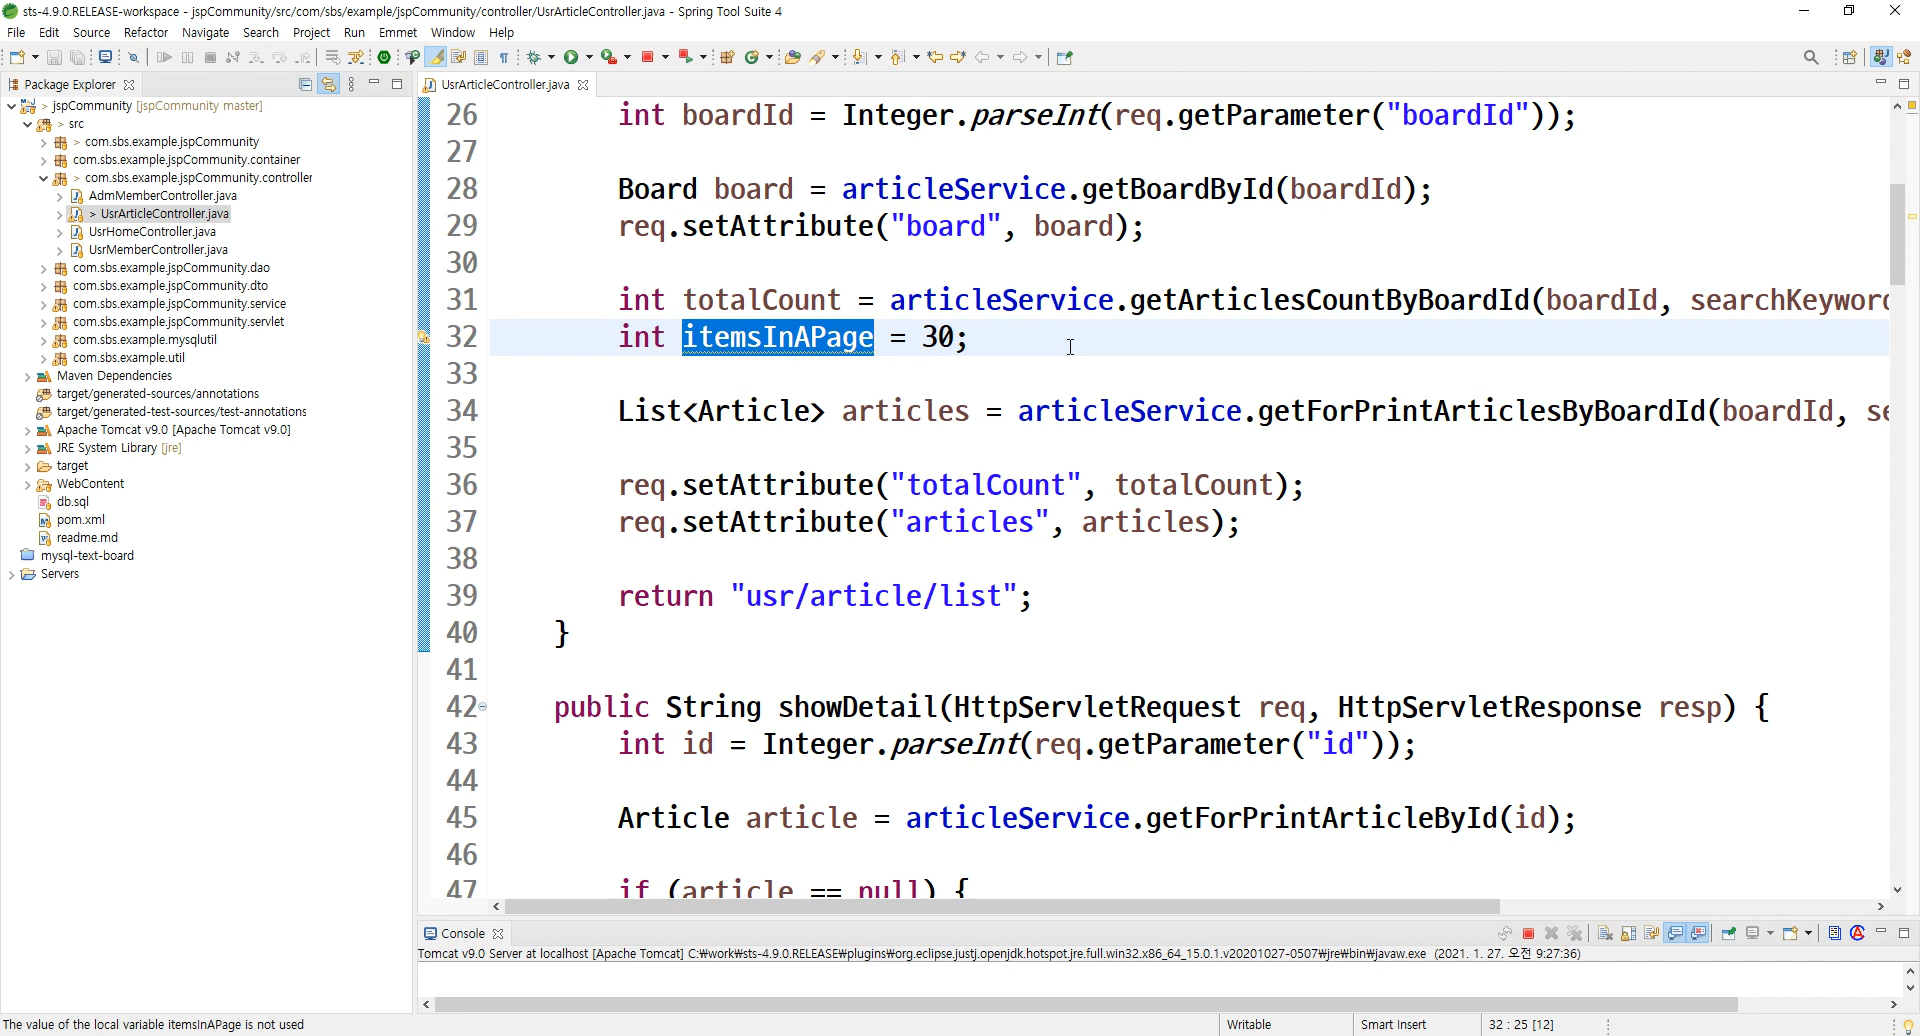 sts-4.9.0.RELEASE-workspace - jspCommunity/src/com/sbs/example/jspCommunity/controller/UsrArticleController.java - Spring Tool Suite 4
File Edit Source Refactor Navigate Search Project Run Emmet Window Help
Package Explorer
jspCommunity [jspCommunity master]
src
com.sbs.example.jspCommunity
com.sbs.example.jspCommunity.container
com.sbs.example.jspCommunity.controller
AdmMemberController.java
UsrArticleController.java
UsrHomeController.java
UsrMemberController.java
com.sbs.example.jspCommunity.dao
com.sbs.example.jspCommunity.dto
com.sbs.example.jspCommunity.service
com.sbs.example.jspCommunity.servlet
com.sbs.example.mysqlutil
com.sbs.example.util
Maven Dependencies
target/generated-sources/annotations
target/generated-test-sources/test-annotations
Apache Tomcat v9.0 [Apache Tomcat v9.0]
JRE System Library [jre]
target
WebContent
db.sql
pom.xml
readme.md
mysql-text-board
Servers
UsrArticleController.java
26 int boardId = Integer.parseInt(req.getParameter("boardId"));
27
28 Board board = articleService.getBoardById(boardId);
29 req.setAttribute("board", board);
30
31 int totalCount = articleService.getArticlesCountByBoardId(boardId, searchKeyword
32 int itemsInAPage = 30;
33
34 List<Article> articles = articleService.getForPrintArticlesByBoardId(boardId, se
35
36 req.setAttribute("totalCount", totalCount);
37 req.setAttribute("articles", articles);
38
39 return "usr/article/list";
40 }
41
42 public String showDetail(HttpServletRequest req, HttpServletResponse resp) {
43 int id = Integer.parseInt(req.getParameter("id"));
44
45 Article article = articleService.getForPrintArticleById(id);
46
47 if (article == null) {
Console
Tomcat v9.0 Server at localhost [Apache Tomcat] C:₩work₩sts-4.9.0.RELEASE₩plugins₩org.eclipse.justj.openjdk.hotspot.jre.full.win32.x86_64_15.0.1.v20201027-0507₩jre₩bin₩javaw.exe (2021. 1. 27. 오전 9:27:36)
The value of the local variable itemsInAPage is not used
Writable
Smart Insert
32 : 25 [12]